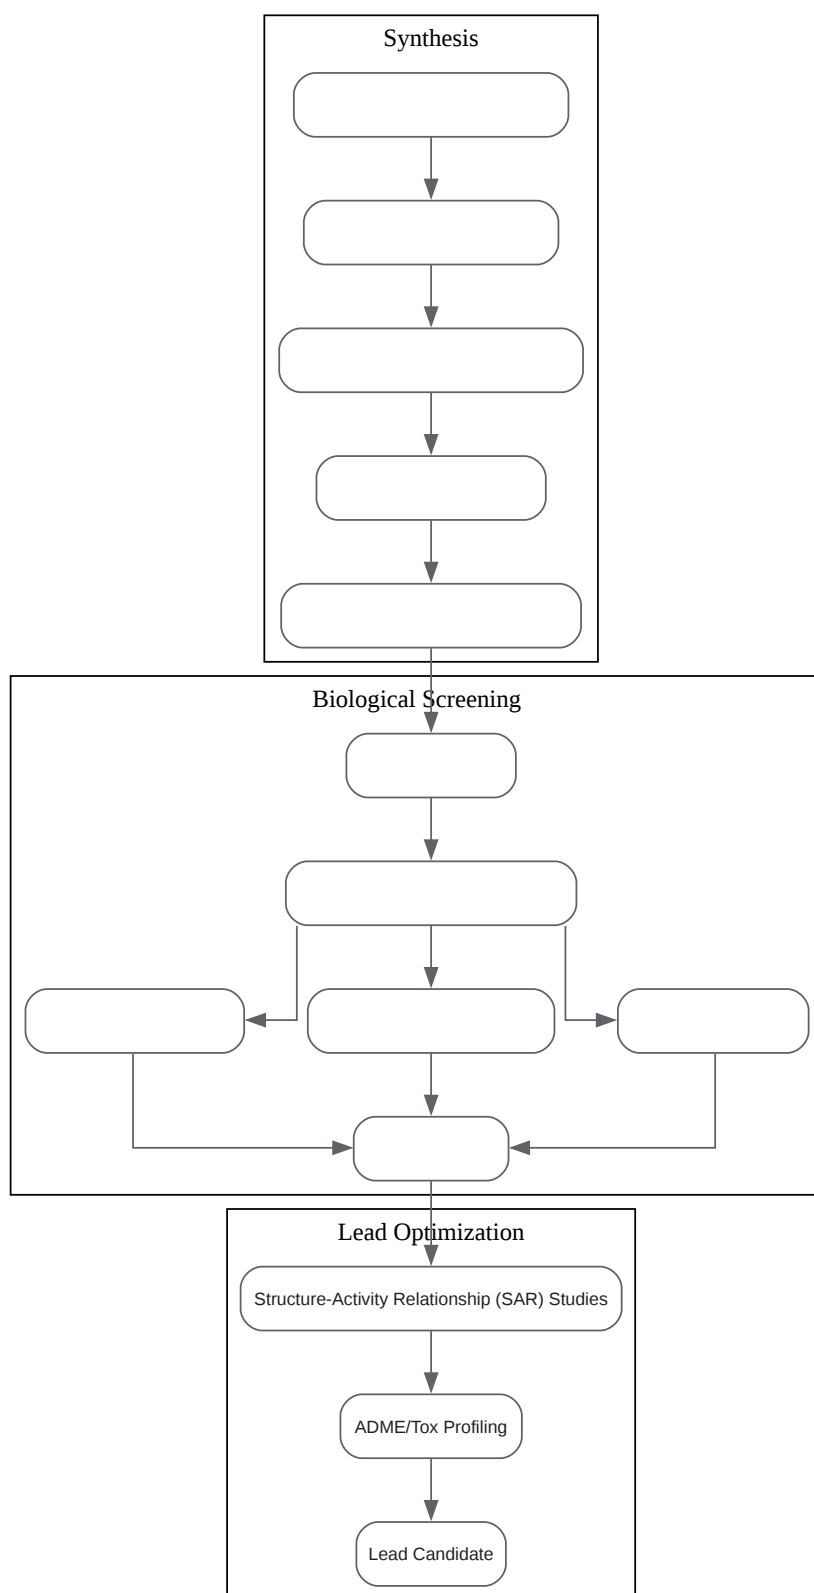 Synthesis
Biological Screening
Lead Optimization
Structure-Activity Relationship (SAR) Studies
ADME/Tox Profiling
Lead Candidate